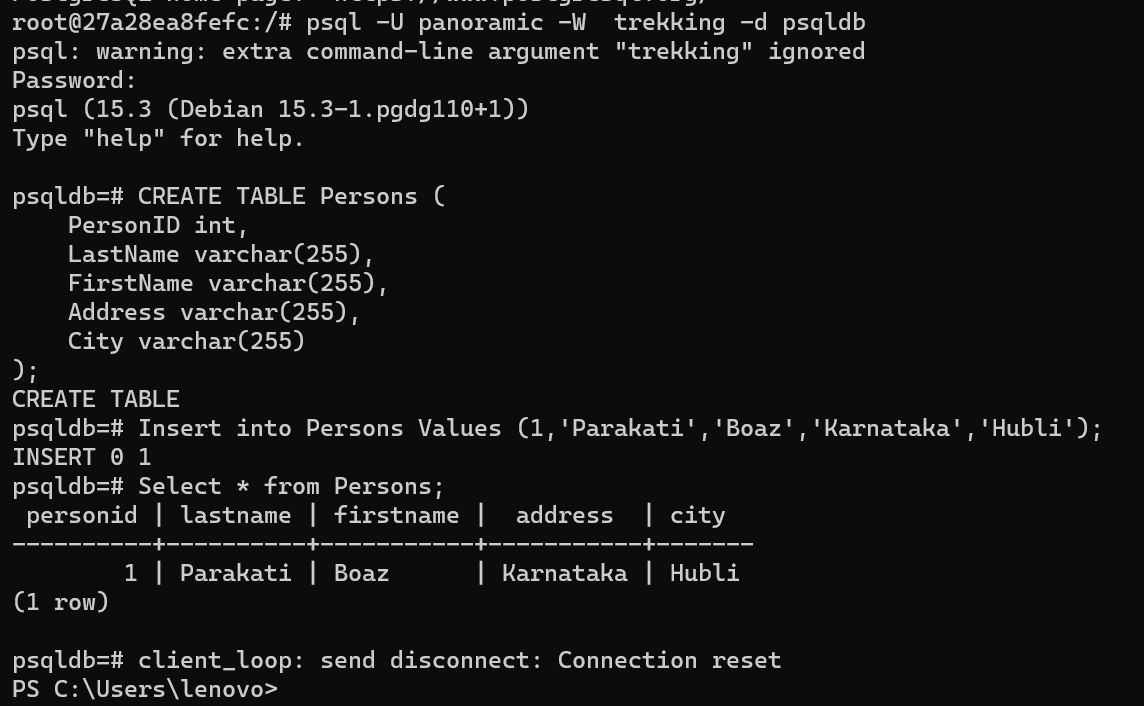 root@27a28ea8fefc:/# psql -U panoramic -W  trekking -d psqldb
psql: warning: extra command-line argument "trekking" ignored
Password:
psql (15.3 (Debian 15.3-1.pgdg110+1))
Type "help" for help.

psqldb=# CREATE TABLE Persons (
    PersonID int,
    LastName varchar(255),
    FirstName varchar(255),
    Address varchar(255),
    City varchar(255)
);
CREATE TABLE
psqldb=# Insert into Persons Values (1,'Parakati','Boaz','Karnataka','Hubli');
INSERT 0 1
psqldb=# Select * from Persons;
 personid | lastname | firstname |  address  | city
----------+----------+-----------+-----------+-------
        1 | Parakati | Boaz      | Karnataka | Hubli
(1 row)

psqldb=# client_loop: send disconnect: Connection reset
PS C:\Users\lenovo>